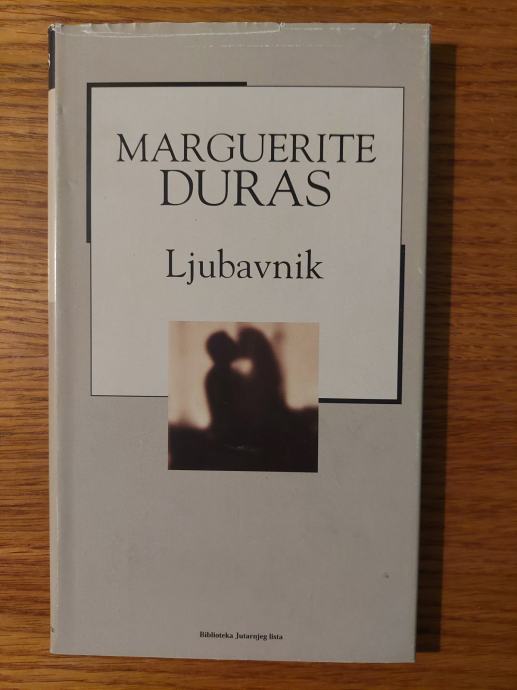 MARGUERITE
DURAS
Ljubavnik
Biblioteka Jutarnjeg lista